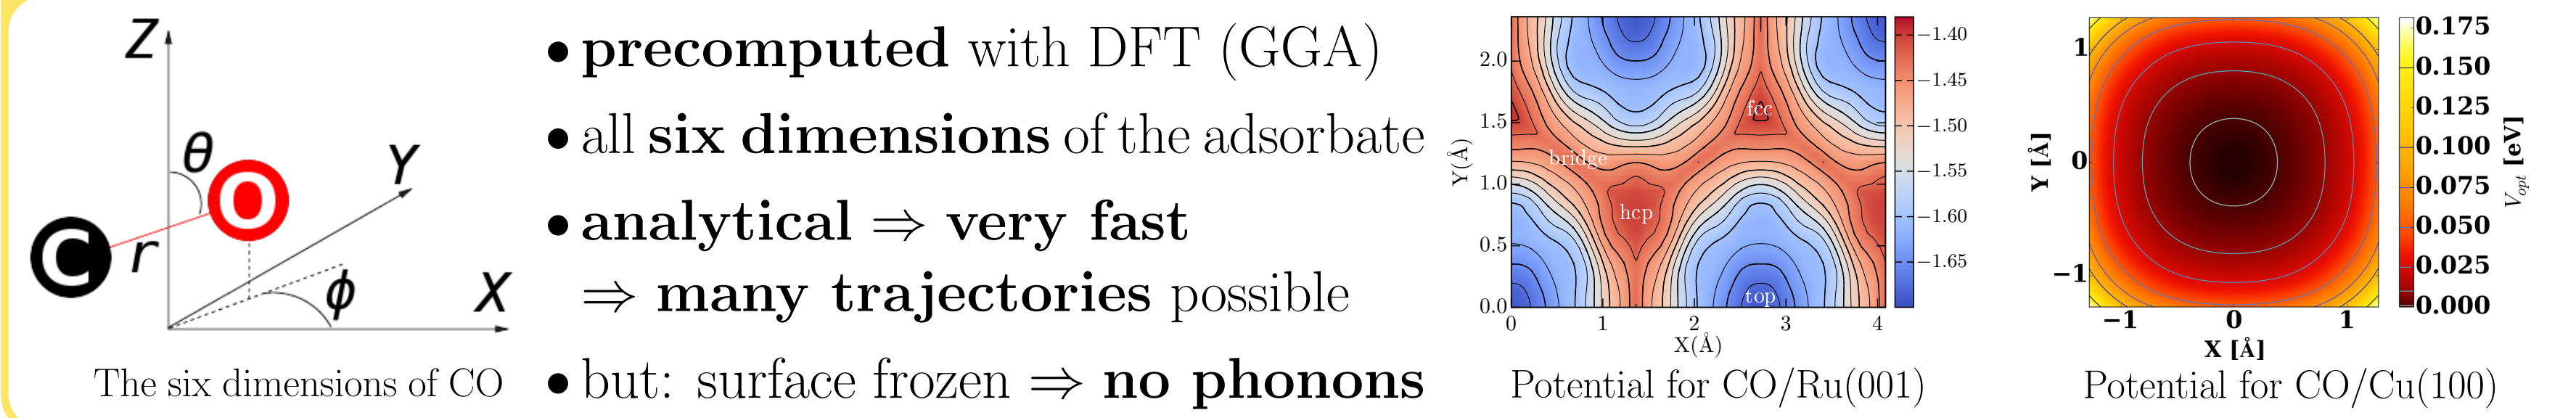 Z
θ
O
Y
C
r
ϕ
X
The six dimensions of CO
• precomputed with DFT (GGA)
• all six dimensions of the adsorbate
• analytical ⇒ very fast
⇒ many trajectories possible
• but: surface frozen ⇒ no phonons
Y(Å)
2.0
1.5
1.0
0.5
0.0
fcc
bridge
hcp
top
0 1 2 3 4
X(Å)
−1.40
−1.45
−1.50
−1.55
−1.60
−1.65
Potential for CO/Ru(001)
Y [Å]
1
0
−1
−1 0 1
X [Å]
0.175
0.150
0.125
0.100
0.075
0.050
0.025
0.000
V_opt [eV]
Potential for CO/Cu(100)